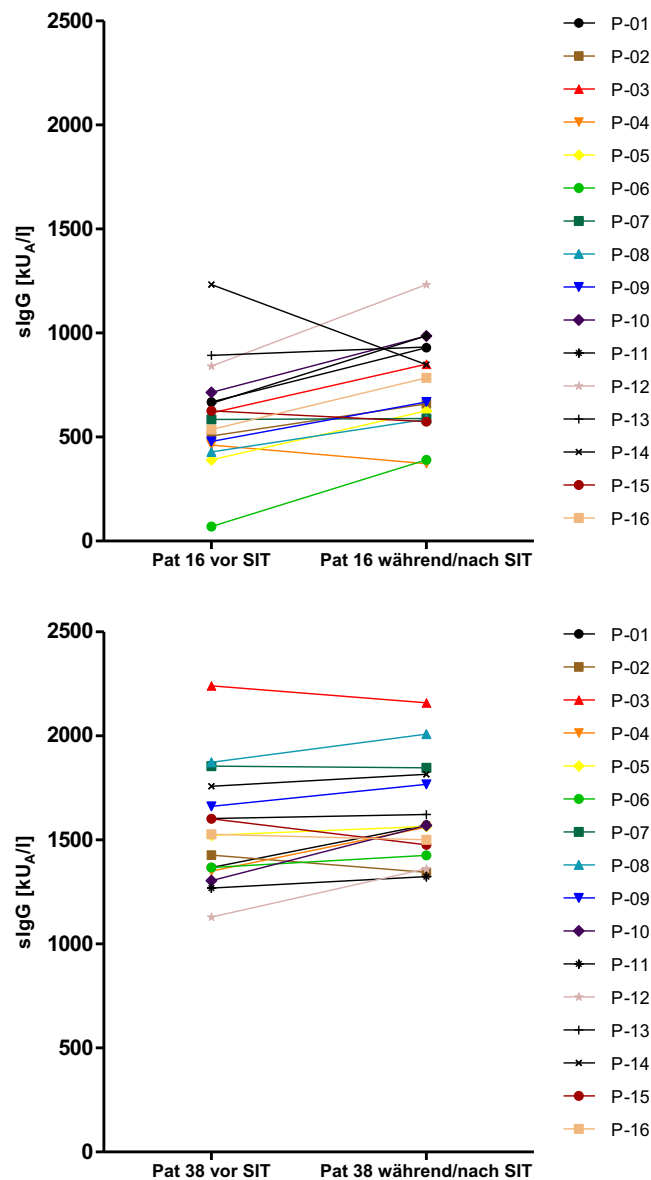 2500
2000
1500
1000
500
0
sIgG [kUA/l]
Pat 16 vor SIT
Pat 16 während/nach SIT
P-01
P-02
P-03
P-04
P-05
P-06
P-07
P-08
P-09
P-10
P-11
P-12
P-13
P-14
P-15
P-16
2500
2000
1500
1000
500
0
sIgG [kUA/l]
Pat 38 vor SIT
Pat 38 während/nach SIT
P-01
P-02
P-03
P-04
P-05
P-06
P-07
P-08
P-09
P-10
P-11
P-12
P-13
P-14
P-15
P-16